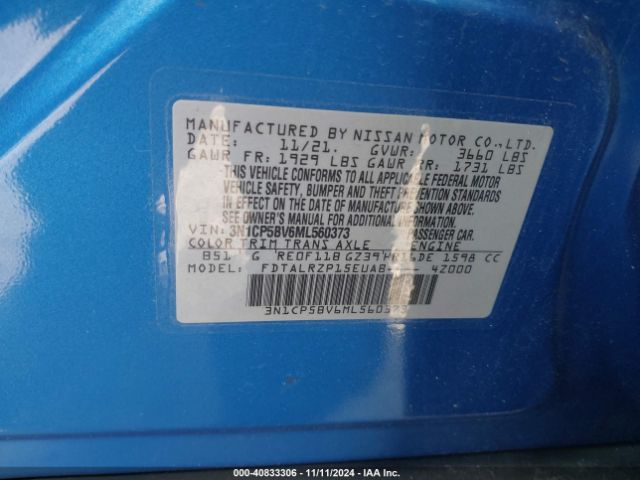 MANUFACTURED BY NISSAN MOTOR CO., LTD.
DATE: 11/21. GVWR: 3660 LBS
GAWR FR: 1929 LBS GAWR RR: 1731 LBS
THIS VEHICLE CONFORMS TO ALL APPLICABLE FEDERAL MOTOR
VEHICLE SAFETY, BUMPER AND THEFT PREVENTION STANDARDS
IN EFFECT ON THE DATE OF MANUFACTURE SHOWN ABOVE.
SEE OWNER'S MANUAL FOR ADDITIONAL INFORMATION.
VIN: 3N1CP5BV6ML560373 PASSENGER CAR.
COLOR TRIM TRANS AXLE ENGINE
B51 G RE0F11B GZ39 HR16DE 1598 CC
MODEL: FDTALRZP15EUAB---- 42000
3N1CP5BV6ML560373
000-40833306 - 11/11/2024 - IAA Inc.